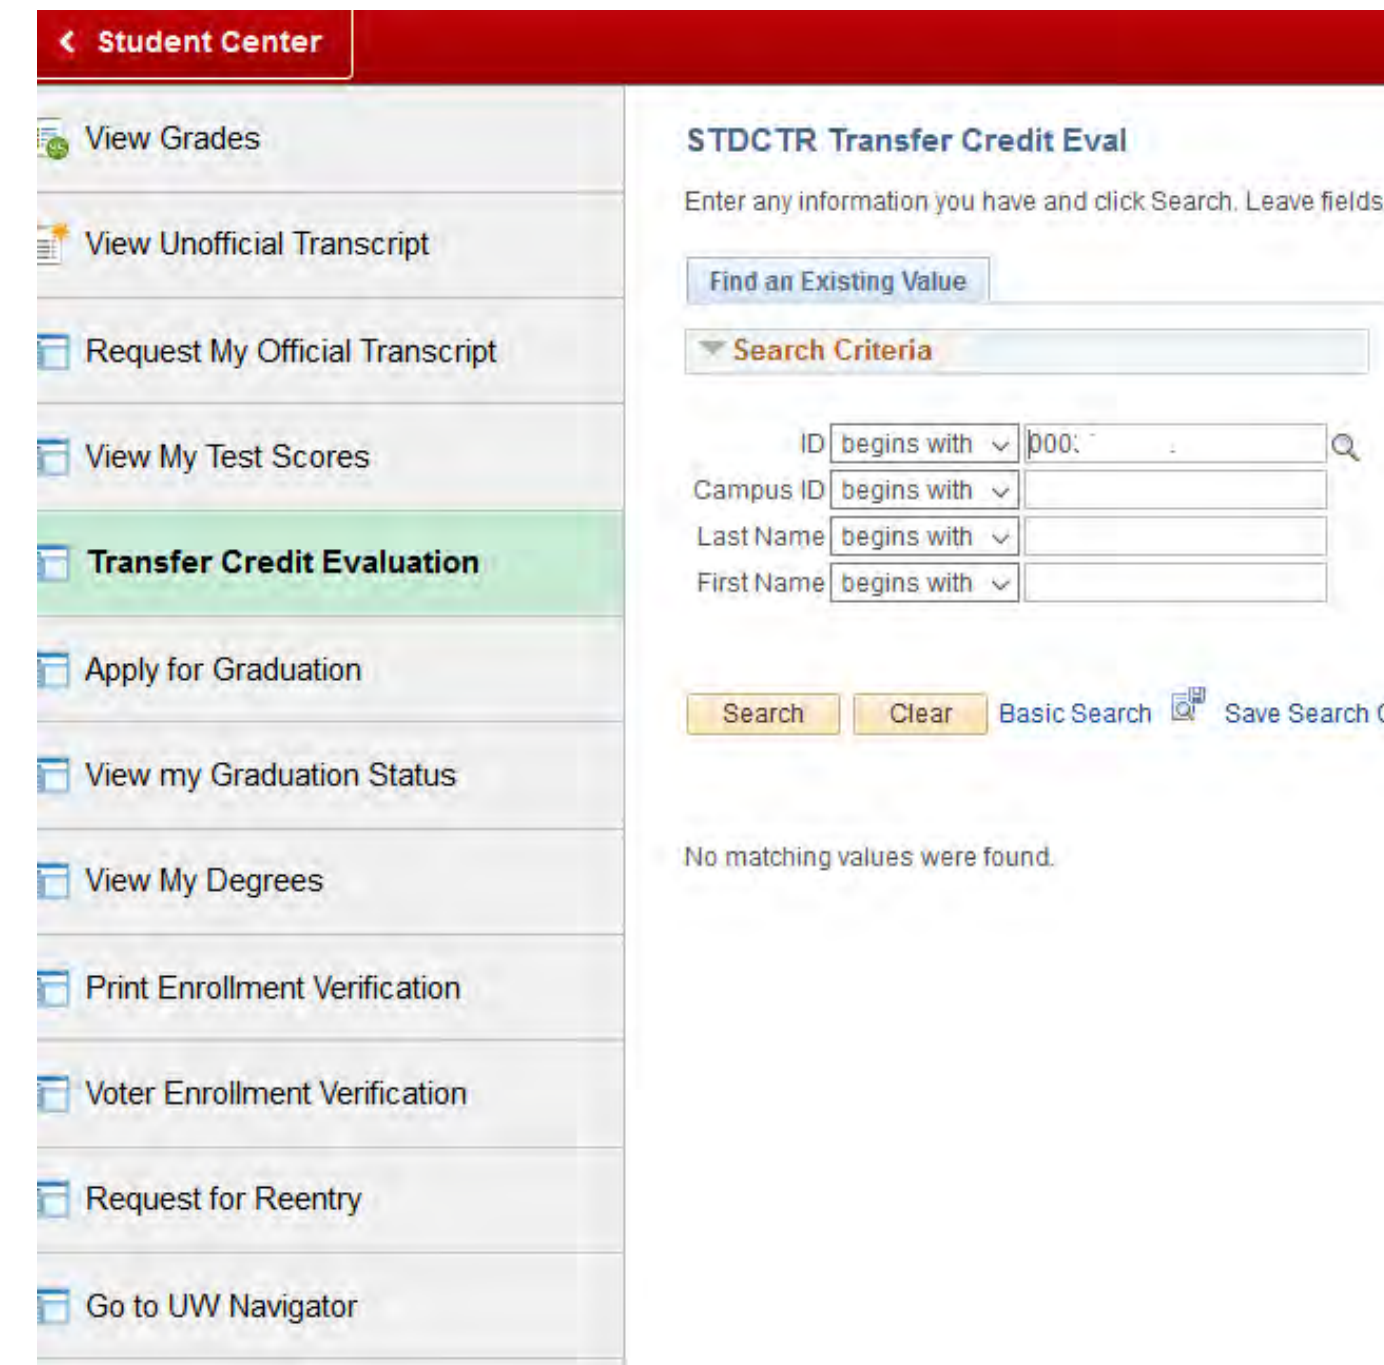 Student Center
View Grades
View Unofficial Transcript
Request My Official Transcript
View My Test Scores
Transfer Credit Evaluation
Apply for Graduation
View my Graduation Status
View My Degrees
Print Enrollment Verification
Voter Enrollment Verification
Request for Reentry
Go to UW Navigator
STDCTR Transfer Credit Eval
Enter any information you have and click Search. Leave fields
Find an Existing Value
Search Criteria
ID begins with 000
Campus ID begins with
Last Name begins with
First Name begins with
Search Clear Basic Search Save Search
No matching values were found.